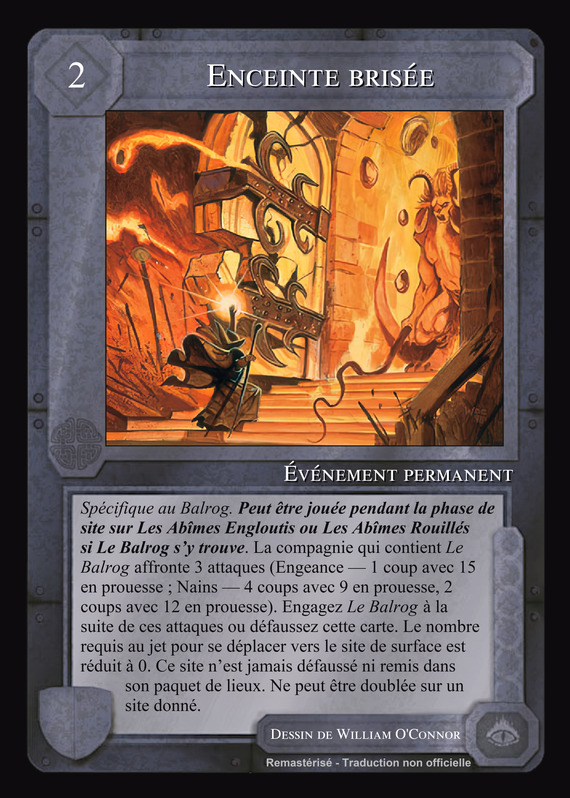 2
Enceinte brisée
WOC
Événement permanent
Spécifique au Balrog. Peut être jouée pendant la phase de
site sur Les Abîmes Engloutis ou Les Abîmes Rouillés
si Le Balrog s’y trouve. La compagnie qui contient Le
Balrog affronte 3 attaques (Engeance — 1 coup avec 15
en prouesse ; Nains — 4 coups avec 9 en prouesse, 2
coups avec 12 en prouesse). Engagez Le Balrog à la
suite de ces attaques ou défaussez cette carte. Le nombre
requis au jet pour se déplacer vers le site de surface est
réduit à 0. Ce site n’est jamais défaussé ni remis dans
son paquet de lieux. Ne peut être doublée sur un
site donné.
Dessin de William O'Connor
Remastérisé - Traduction non officielle